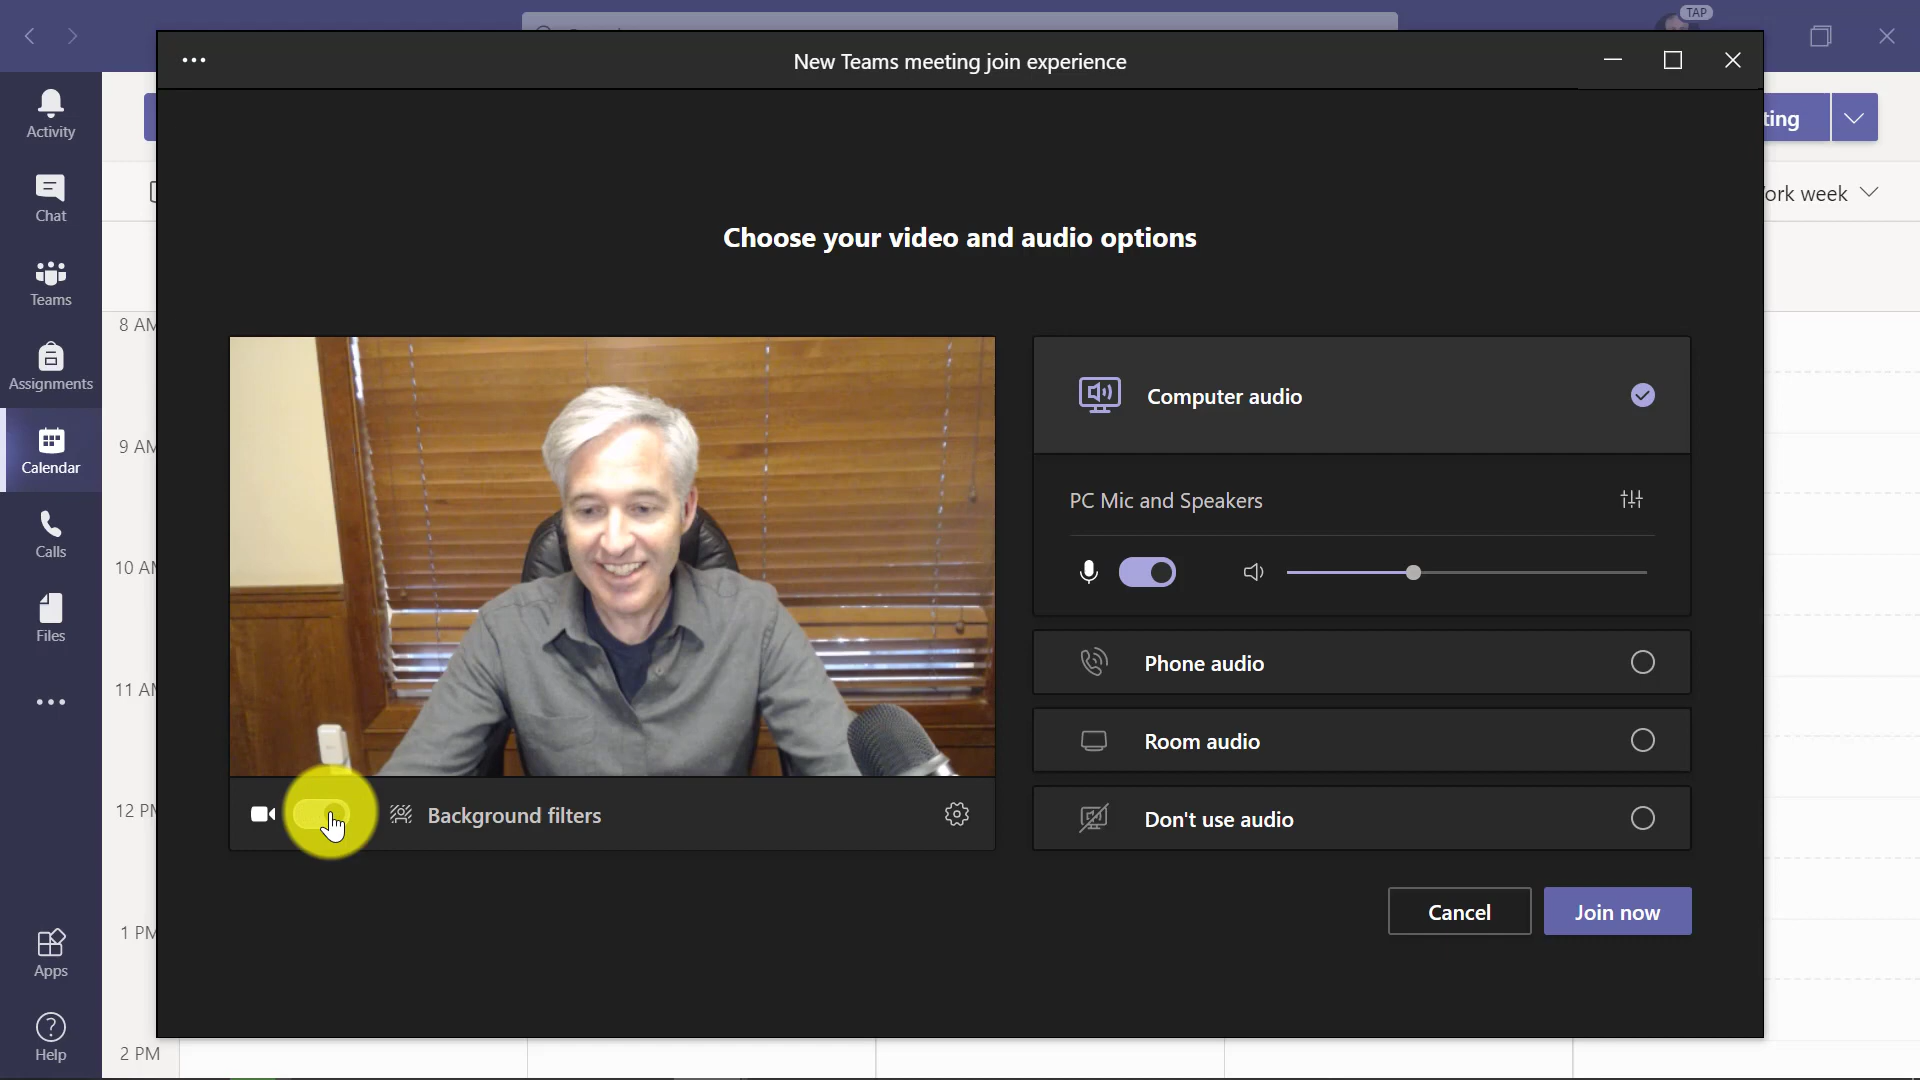 TAP
New Teams meeting join experience
Activity
Chat
Teams
Assignments
Calendar
Calls
Files
Apps
Help
ting
ork week
8 AM
9 AM
10 AM
11 AM
12 PM
1 PM
2 PM
Choose your video and audio options
Background filters
Computer audio
PC Mic and Speakers
Phone audio
Room audio
Don't use audio
Cancel
Join now